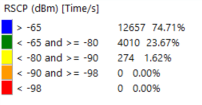 RSCP (dBm) [Time/s]
> -65 12657 74.71%
< -65 and >= -80 4010 23.67%
< -80 and >= -90 274 1.62%
< -90 and >= -98 0 0.00%
< -98 0 0.00%